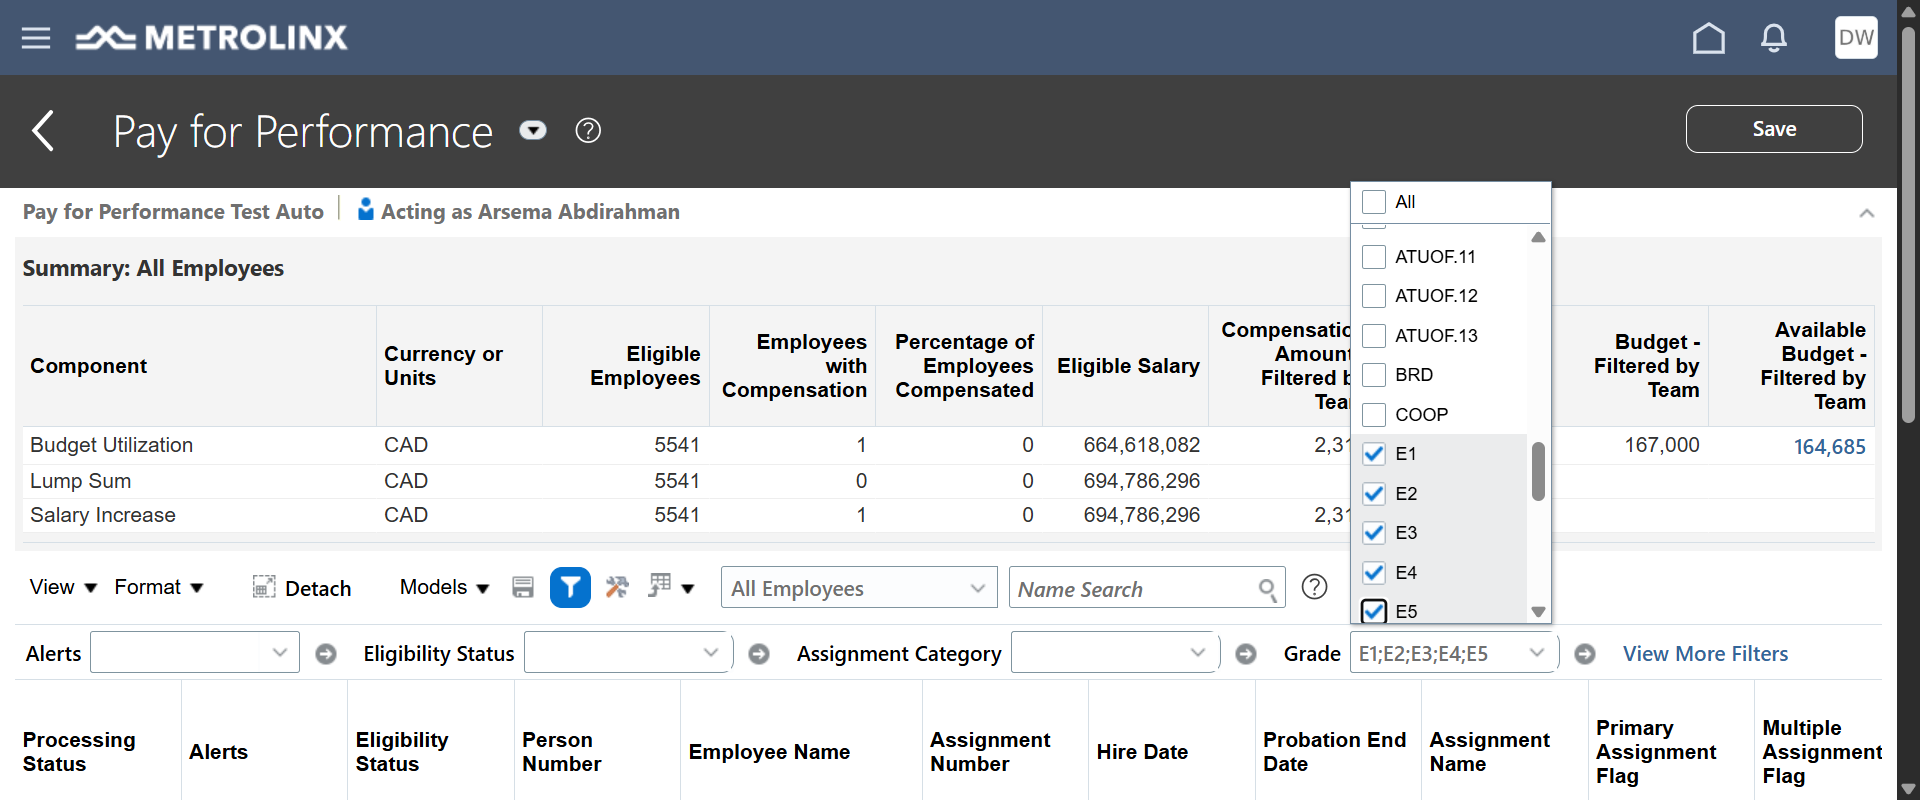 METROLINX
DW
Pay for Performance
?
Save
Pay for Performance Test Auto
Acting as Arsema Abdirahman
Summary: All Employees
Component
Currency or
Units
Eligible
Employees
Employees
with
Compensation
Percentage of
Employees
Compensated
Eligible Salary
Compensatio
Amoun
Filtered b
Tea
Budget -
Filtered by
Team
Available
Budget -
Filtered by
Team
Budget Utilization CAD 5541 1 0 664,618,082 2,31 167,000 164,685
Lump Sum CAD 5541 0 0 694,786,296
Salary Increase CAD 5541 1 0 694,786,296 2,31
All
ATUOF.11
ATUOF.12
ATUOF.13
BRD
COOP
E1
E2
E3
E4
E5
View Format Detach Models All Employees Name Search ?
Alerts Eligibility Status Assignment Category Grade E1;E2;E3;E4;E5 View More Filters
Processing
Status
Alerts
Eligibility
Status
Person
Number
Employee Name
Assignment
Number
Hire Date
Probation End
Date
Assignment
Name
Primary
Assignment
Flag
Multiple
Assignment
Flag